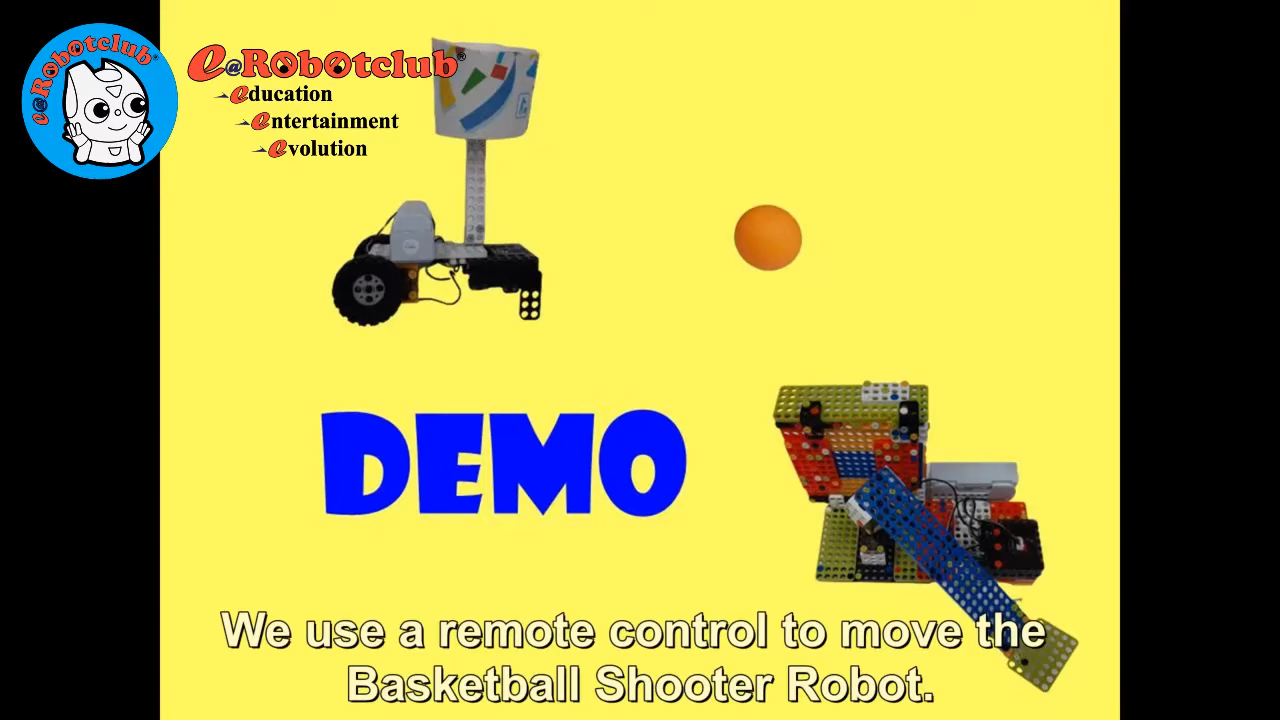 e@Robotclub®
e@Robotclub®
education
entertainment
evolution
DEMO
We use a remote control to move the
Basketball Shooter Robot.